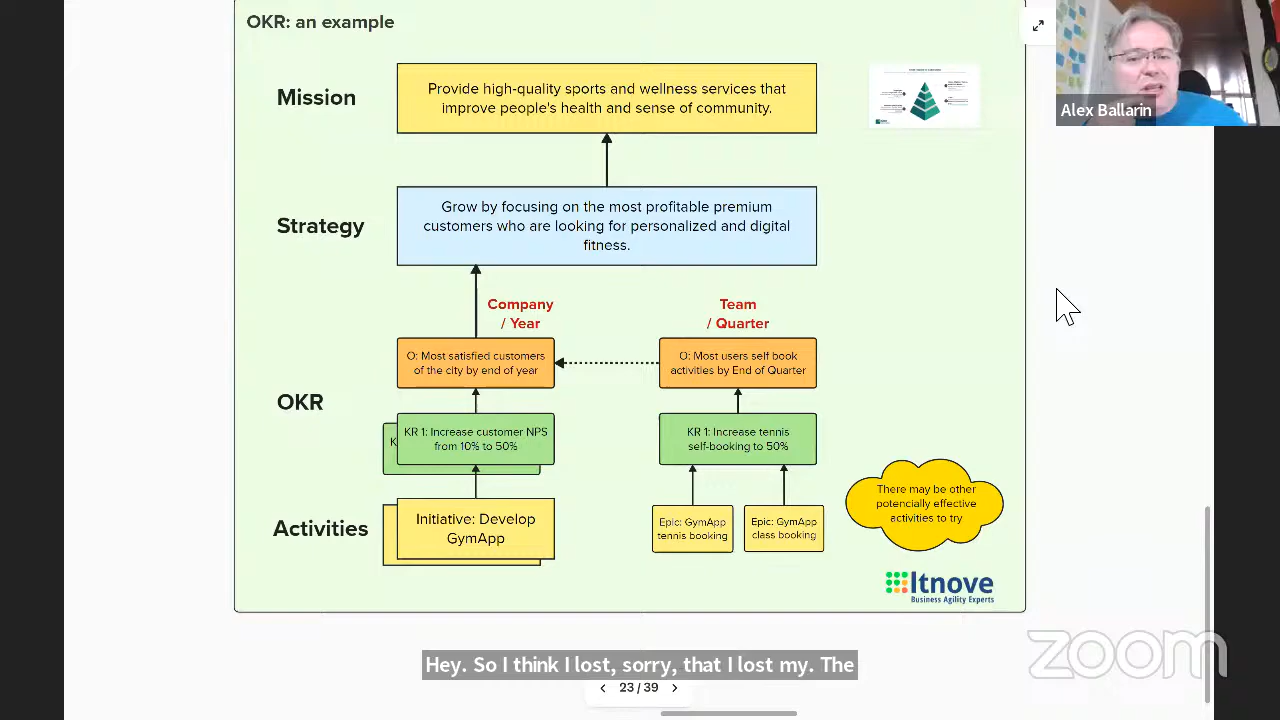 OKR: an example
Alex Ballarin
Mission
Provide high-quality sports and wellness services that
improve people's health and sense of community.
Strategy
Grow by focusing on the most profitable premium
customers who are looking for personalized and digital
fitness.
Company
/ Year
Team
/ Quarter
O: Most satisfied customers
of the city by end of year
O: Most users self book
activities by End of Quarter
OKR
K
KR 1: Increase customer NPS
from 10% to 50%
KR 1: Increase tennis
self-booking to 50%
There may be other
potencially effective
activities to try
Activities
Initiative: Develop
GymApp
Epic: GymApp
tennis booking
Epic: GymApp
class booking
Itnove
Business Agility Experts
zoom
Hey. So I think I lost, sorry, that I lost my. The
23 / 39